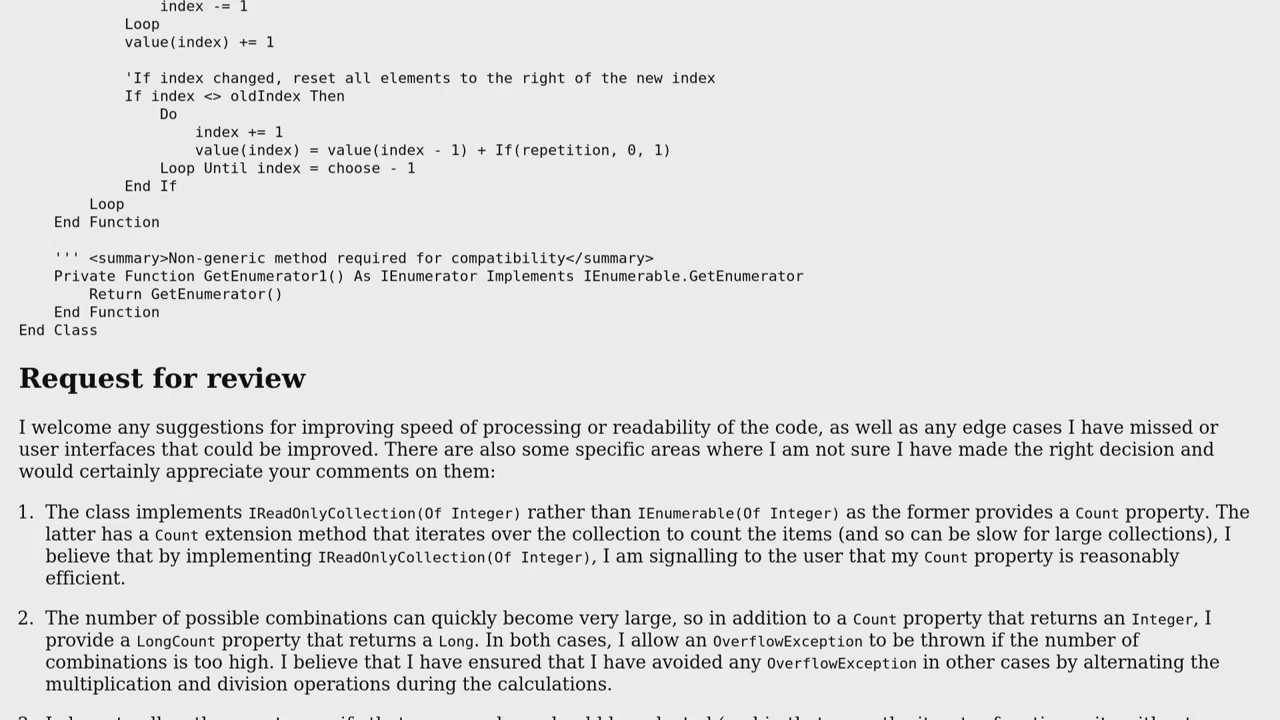 index -= 1
Loop
value(index) += 1
'If index changed, reset all elements to the right of the new index
If index <> oldIndex Then
Do
index += 1
value(index) = value(index - 1) + If(repetition, 0, 1)
Loop Until index = choose - 1
End If
Loop
End Function
''' <summary>Non-generic method required for compatibility</summary>
Private Function GetEnumerator1() As IEnumerator Implements IEnumerable.GetEnumerator
Return GetEnumerator()
End Function
End Class
Request for review
I welcome any suggestions for improving speed of processing or readability of the code, as well as any edge cases I have missed or
user interfaces that could be improved. There are also some specific areas where I am not sure I have made the right decision and
would certainly appreciate your comments on them:
1. The class implements IReadOnlyCollection(Of Integer) rather than IEnumerable(Of Integer) as the former provides a Count property. The
latter has a Count extension method that iterates over the collection to count the items (and so can be slow for large collections), I
believe that by implementing IReadOnlyCollection(Of Integer), I am signalling to the user that my Count property is reasonably
efficient.
2. The number of possible combinations can quickly become very large, so in addition to a Count property that returns an Integer, I
provide a LongCount property that returns a Long. In both cases, I allow an OverflowException to be thrown if the number of
combinations is too high. I believe that I have ensured that I have avoided any OverflowException in other cases by alternating the
multiplication and division operations during the calculations.